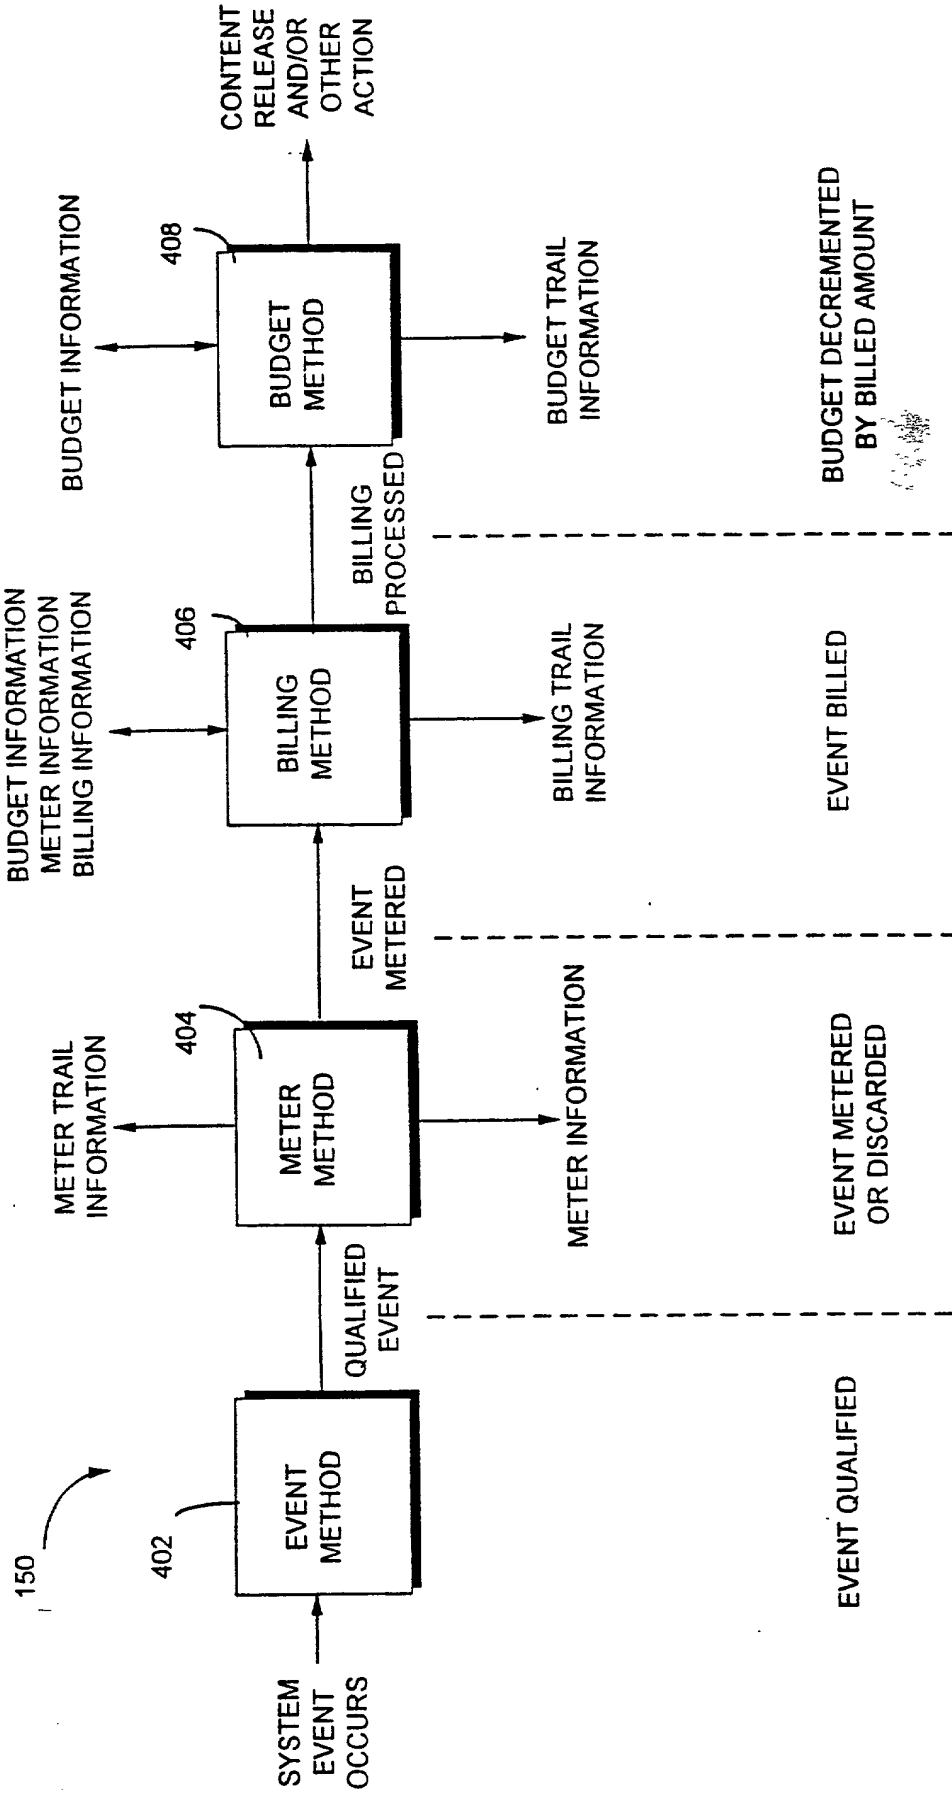 150
SYSTEM
EVENT
OCCURS
402
EVENT
METHOD
QUALIFIED
EVENT
METER TRAIL
INFORMATION
404
METER
METHOD
METER INFORMATION
EVENT
METERED
BUDGET INFORMATION
METER INFORMATION
BILLING INFORMATION
406
BILLING
METHOD
BILLING TRAIL
INFORMATION
BILLING
PROCESSED
BUDGET INFORMATION
408
BUDGET
METHOD
BUDGET TRAIL
INFORMATION
CONTENT
RELEASE
AND/OR
OTHER
ACTION
EVENT QUALIFIED
EVENT METERED
OR DISCARDED
EVENT BILLED
BUDGET DECREMENTED
BY BILLED AMOUNT